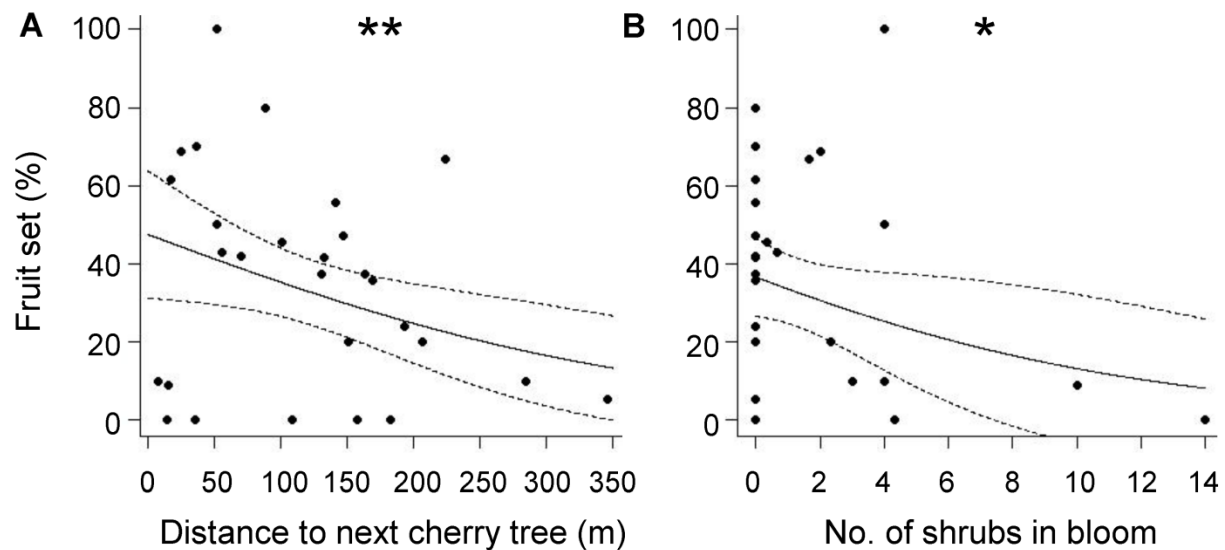 A
**
B
*
Fruit set (%)
100
80
60
40
20
0
0 50 100 150 200 250 300 350
Distance to next cherry tree (m)
100
80
60
40
20
0
0 2 4 6 8 10 12 14
No. of shrubs in bloom